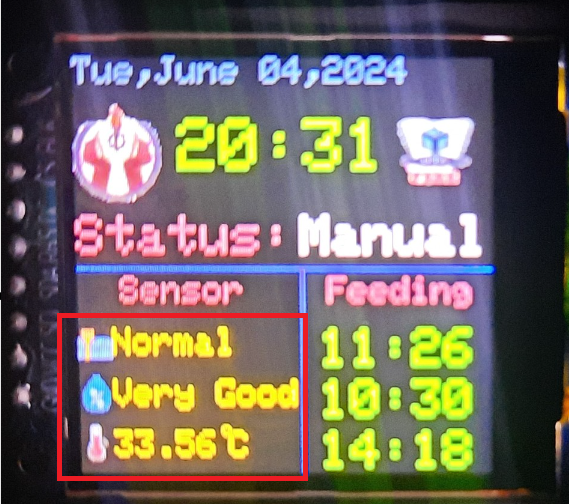 Tue,June 04,2024
20:31
Status: Manual
Sensor
Feeding
Normal
11:26
%Very Good
10:30
33.56°C
14:18